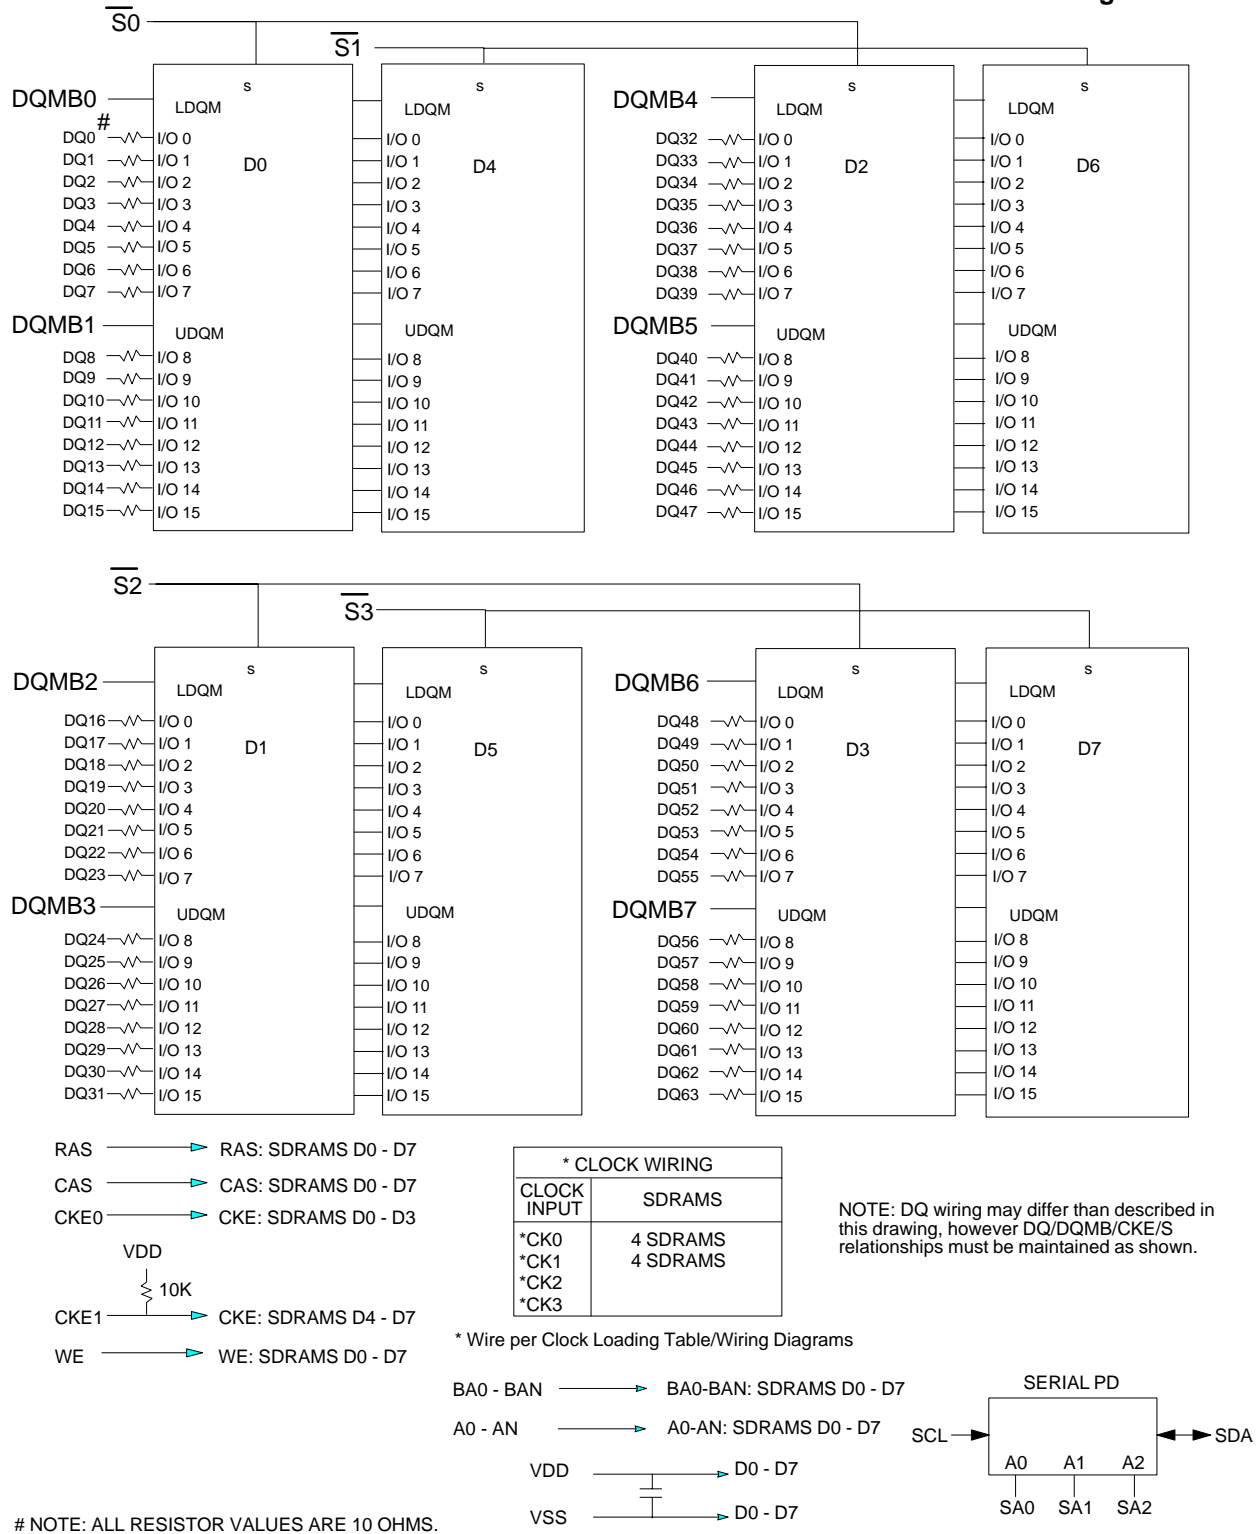 g
S0
S1
DQMB0
#
s
LDQM
DQ0 I/O 0
DQ1 I/O 1
D0
DQ2 I/O 2
DQ3 I/O 3
DQ4 I/O 4
DQ5 I/O 5
DQ6 I/O 6
DQ7 I/O 7
DQMB1
UDQM
DQ8 I/O 8
DQ9 I/O 9
DQ10 I/O 10
DQ11 I/O 11
DQ12 I/O 12
DQ13 I/O 13
DQ14 I/O 14
DQ15 I/O 15
s
LDQM
I/O 0
I/O 1
D4
I/O 2
I/O 3
I/O 4
I/O 5
I/O 6
I/O 7
UDQM
I/O 8
I/O 9
I/O 10
I/O 11
I/O 12
I/O 13
I/O 14
I/O 15
DQMB4
s
LDQM
DQ32 I/O 0
DQ33 I/O 1
D2
DQ34 I/O 2
DQ35 I/O 3
DQ36 I/O 4
DQ37 I/O 5
DQ38 I/O 6
DQ39 I/O 7
DQMB5
UDQM
DQ40 I/O 8
DQ41 I/O 9
DQ42 I/O 10
DQ43 I/O 11
DQ44 I/O 12
DQ45 I/O 13
DQ46 I/O 14
DQ47 I/O 15
s
LDQM
I/O 0
I/O 1
D6
I/O 2
I/O 3
I/O 4
I/O 5
I/O 6
I/O 7
UDQM
I/O 8
I/O 9
I/O 10
I/O 11
I/O 12
I/O 13
I/O 14
I/O 15
S2
S3
DQMB2
s
LDQM
DQ16 I/O 0
DQ17 I/O 1
D1
DQ18 I/O 2
DQ19 I/O 3
DQ20 I/O 4
DQ21 I/O 5
DQ22 I/O 6
DQ23 I/O 7
DQMB3
UDQM
DQ24 I/O 8
DQ25 I/O 9
DQ26 I/O 10
DQ27 I/O 11
DQ28 I/O 12
DQ29 I/O 13
DQ30 I/O 14
DQ31 I/O 15
s
LDQM
I/O 0
I/O 1
D5
I/O 2
I/O 3
I/O 4
I/O 5
I/O 6
I/O 7
UDQM
I/O 8
I/O 9
I/O 10
I/O 11
I/O 12
I/O 13
I/O 14
I/O 15
DQMB6
s
LDQM
DQ48 I/O 0
DQ49 I/O 1
D3
DQ50 I/O 2
DQ51 I/O 3
DQ52 I/O 4
DQ53 I/O 5
DQ54 I/O 6
DQ55 I/O 7
DQMB7
UDQM
DQ56 I/O 8
DQ57 I/O 9
DQ58 I/O 10
DQ59 I/O 11
DQ60 I/O 12
DQ61 I/O 13
DQ62 I/O 14
DQ63 I/O 15
s
LDQM
I/O 0
I/O 1
D7
I/O 2
I/O 3
I/O 4
I/O 5
I/O 6
I/O 7
UDQM
I/O 8
I/O 9
I/O 10
I/O 11
I/O 12
I/O 13
I/O 14
I/O 15
RAS RAS: SDRAMS D0 - D7
CAS CAS: SDRAMS D0 - D7
CKE0 CKE: SDRAMS D0 - D3
VDD
10K
CKE1 CKE: SDRAMS D4 - D7
WE WE: SDRAMS D0 - D7
* CLOCK WIRING
CLOCK INPUT SDRAMS
*CK0 4 SDRAMS
*CK1 4 SDRAMS
*CK2
*CK3
* Wire per Clock Loading Table/Wiring Diagrams
NOTE: DQ wiring may differ than described in
this drawing, however DQ/DQMB/CKE/S
relationships must be maintained as shown.
BA0 - BAN BA0-BAN: SDRAMS D0 - D7
A0 - AN A0-AN: SDRAMS D0 - D7
VDD D0 - D7
VSS D0 - D7
SERIAL PD
SCL SDA
A0 A1 A2
SA0 SA1 SA2
# NOTE: ALL RESISTOR VALUES ARE 10 OHMS.